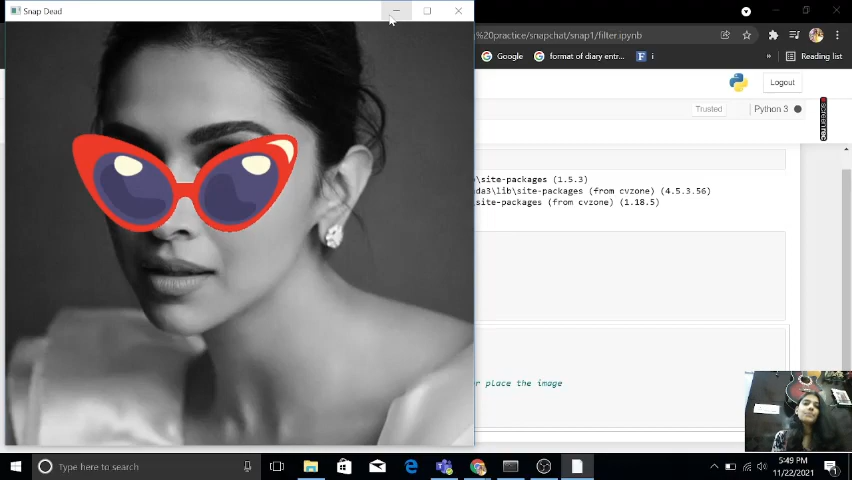 Snap Dead
%20practice/snapchat/snap1/filter.ipynb
Google
format of diary entr...
i
»
Reading list
Logout
Trusted
Python 3
\site-packages (1.5.3)
da3\lib\site-packages (from cvzone) (4.5.3.56)
site-packages (from cvzone) (1.18.5)
r place the image
Type here to search
5:49 PM
11/22/2021